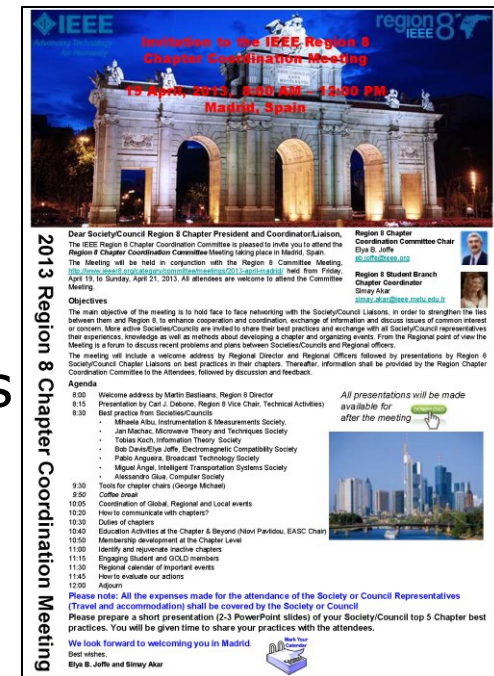 IEEE
Advancing Technology
for Humanity
region 8
IEEE
Invitation to the IEEE Region 8
Chapter Coordination Meeting
19 April, 2013, 8:00 AM – 12:00 PM
Madrid, Spain
2013 Region 8 Chapter Coordination Meeting
s
Dear Society/Council Region 8 Chapter President and Coordinator/Liaison,
The IEEE Region 8 Chapter Coordination Committee is pleased to invite you to attend the
Region 8 Chapter Coordination Committee Meeting taking place in Madrid, Spain.
The Meeting will be held in conjunction with the Region 8 Committee Meeting,
http://www.ieeer8.org/category/committee/meetings/2013-april-madrid/ held from Friday,
April 19, to Sunday, April 21, 2013. All attendees are welcome to attend the Committee
Meeting.
Region 8 Chapter
Coordination Committee Chair
Elya B. Joffe
eb.joffe@ieee.org
Region 8 Student Branch
Chapter Coordinator
Simay Akar
simay.akar@ieee.metu.edu.tr
Objectives
The main objective of the meeting is to hold face to face networking with the Society/Council Liaisons, in order to strengthen the ties
between them and Region 8, to enhance cooperation and coordination, exchange of information and discuss issues of common interest
or concern. More active Societies/Councils are invited to share their best practices and exchange with all Society/Council representatives
their experiences, knowledge as well as methods about developing a chapter and organizing events. From the Regional point of view the
Meeting is a forum to discuss recent problems and plans between Societies/Councils and Regional officers.
The meeting will include a welcome address by Regional Director and Regional Officers followed by presentations by Region 8
Society/Council Chapter Liaisons on best practices in their chapters. Thereafter, information shall be provided by the Region Chapter
Coordination Committee to the Attendees, followed by discussion and feedback.
Agenda
8:00 Welcome address by Martin Bastiaans, Region 8 Director
8:15 Presentation by Carl J. Debono, Region 8 Vice Chair, Technical Activities)
8:30 Best practice from Societies/Councils
• Mihaela Albu, Instrumentation & Measurements Society,
• Jan Machac, Microwave Theory and Techniques Society
• Tobias Koch, Information Theory Society
• Bob Davis/Elya Joffe, Electromagnetic Compatibility Society
• Pablo Angueira, Broadcast Technology Society
• Miguel Ángel, Intelligent Transportation Systems Society
• Alessandro Giua, Computer Society
9:30 Tools for chapter chairs (George Michael)
9:50 Coffee break
10:05 Coordination of Global, Regional and Local events
10:20 How to communicate with chapters?
10:30 Duties of chapters
10:40 Education Activities at the Chapter & Beyond (Niovi Pavlidou, EASC Chair)
10:50 Membership development at the Chapter Level
11:00 Identify and rejuvenate inactive chapters
11:15 Engaging Student and GOLD members
11:30 Regional calendar of important events
11:45 How to evaluate our actions
12:00 Adjourn
All presentations will be made
available for
after the meeting
DOWNLOAD
Please note: All the expenses made for the attendance of the Society or Council Representatives
(Travel and accommodation) shall be covered by the Society or Council
Please prepare a short presentation (2-3 PowerPoint slides) of your Society/Council top 5 Chapter best
practices. You will be given time to share your practices with the attendees.
We look forward to welcoming you in Madrid.
Best wishes,
Elya B. Joffe and Simay Akar
Mark Your
Calendar